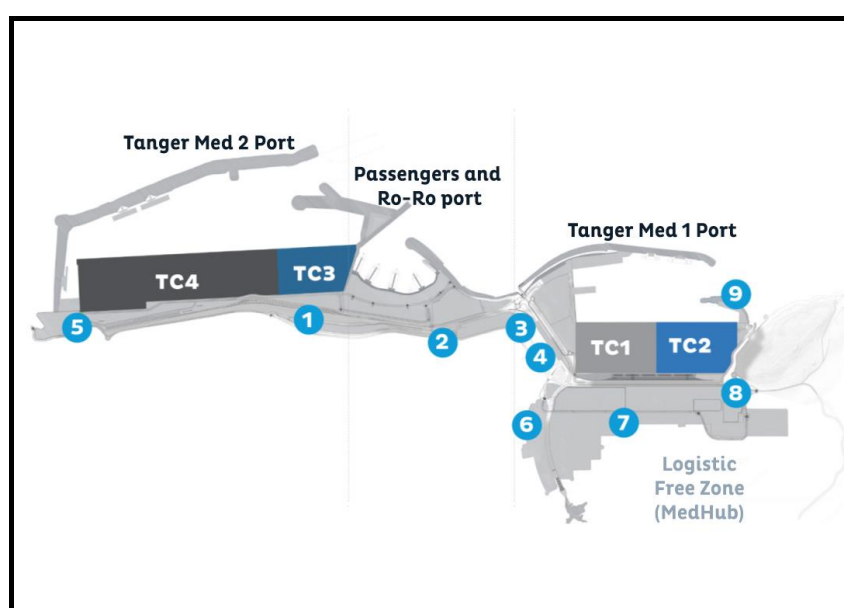 Tanger Med 2 Port
Passengers and
Ro-Ro port
Tanger Med 1 Port
TC4
TC3
9
5
1
2
3
4
TC1
TC2
8
6
7
Logistic
Free Zone
(MedHub)